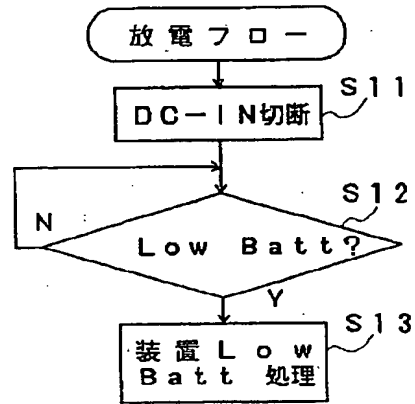 放電フロー
S11
DC-IN切断
S12
N
Low Batt?
Y
S13
装置Low
Batt 処理